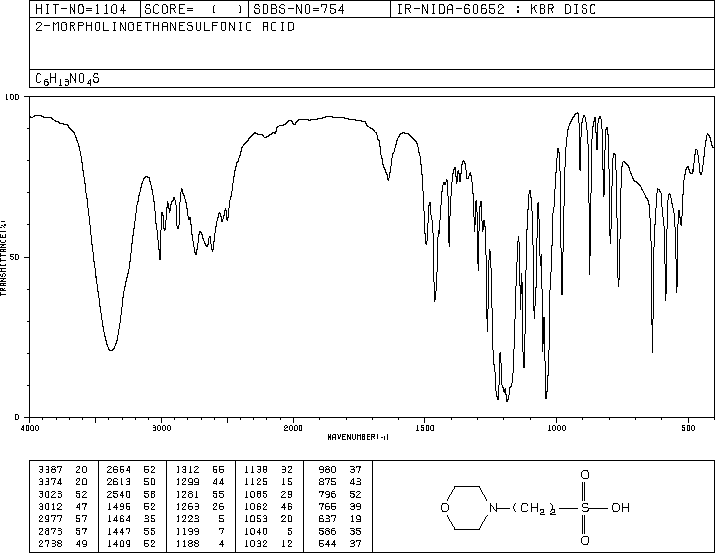 HIT-NO=1104 SCORE= ( ) SDBS-NO=754 IR-NIDA-60652 : KBR DISC
2-MORPHOLINOETHANESULFONIC ACID
C6H13NO4S
100
50
0
TRANSMITTANCE(%)
4000 3000 2000 1500 1000 500
WAVENUMBER(-1)
3387 20 2664 52 1312 66 1138 32 980 37
3374 20 2613 50 1299 44 1125 15 875 43
3023 52 2540 58 1281 55 1085 29 796 52
3012 47 1496 52 1263 26 1062 46 766 39
2977 57 1464 35 1223 5 1053 20 637 19
2873 57 1447 55 1199 7 1040 5 586 35
2738 49 1409 52 1188 4 1032 12 544 37
O
O N (CH2)2 S OH
O